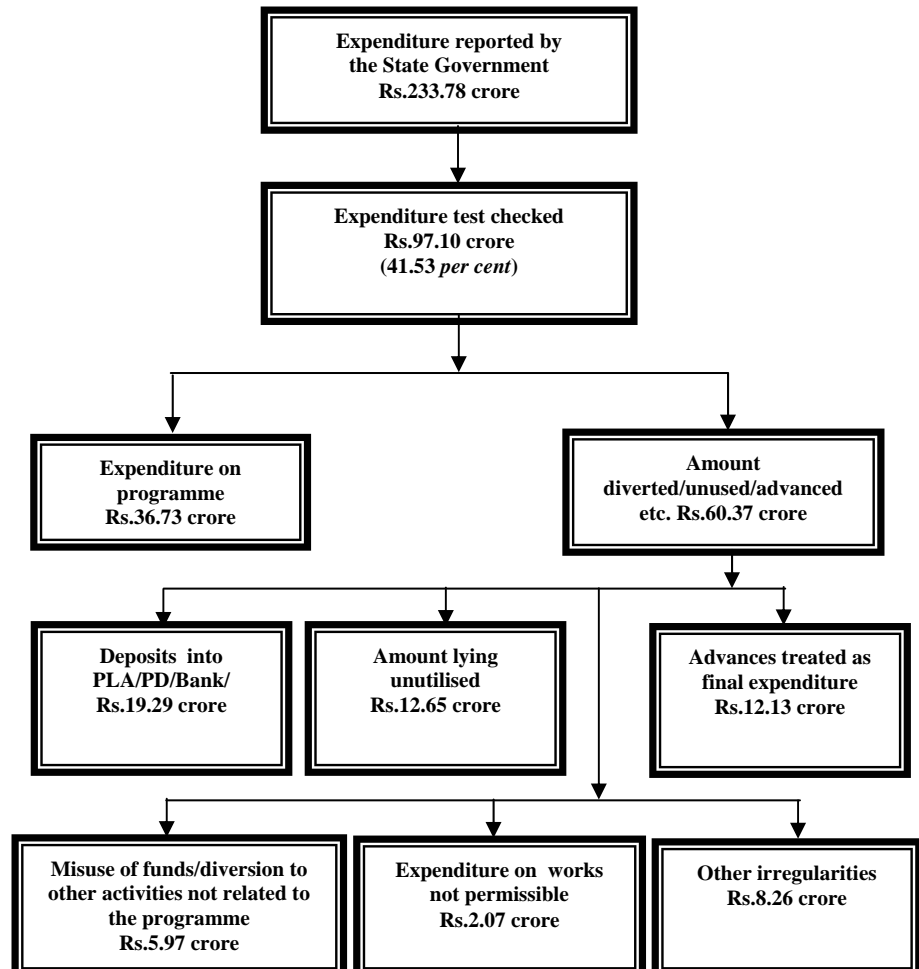 Expenditure reported by
the State Government
Rs.233.78 crore
Expenditure test checked
Rs.97.10 crore
(41.53 per cent)
Expenditure on
programme
Rs.36.73 crore
Amount
diverted/unused/advanced
etc. Rs.60.37 crore
Deposits into
PLA/PD/Bank/
Rs.19.29 crore
Amount lying
unutilised
Rs.12.65 crore
Advances treated as
final expenditure
Rs.12.13 crore
Misuse of funds/diversion to
other activities not related to
the programme
Rs.5.97 crore
Expenditure on works
not permissible
Rs.2.07 crore
Other irregularities
Rs.8.26 crore